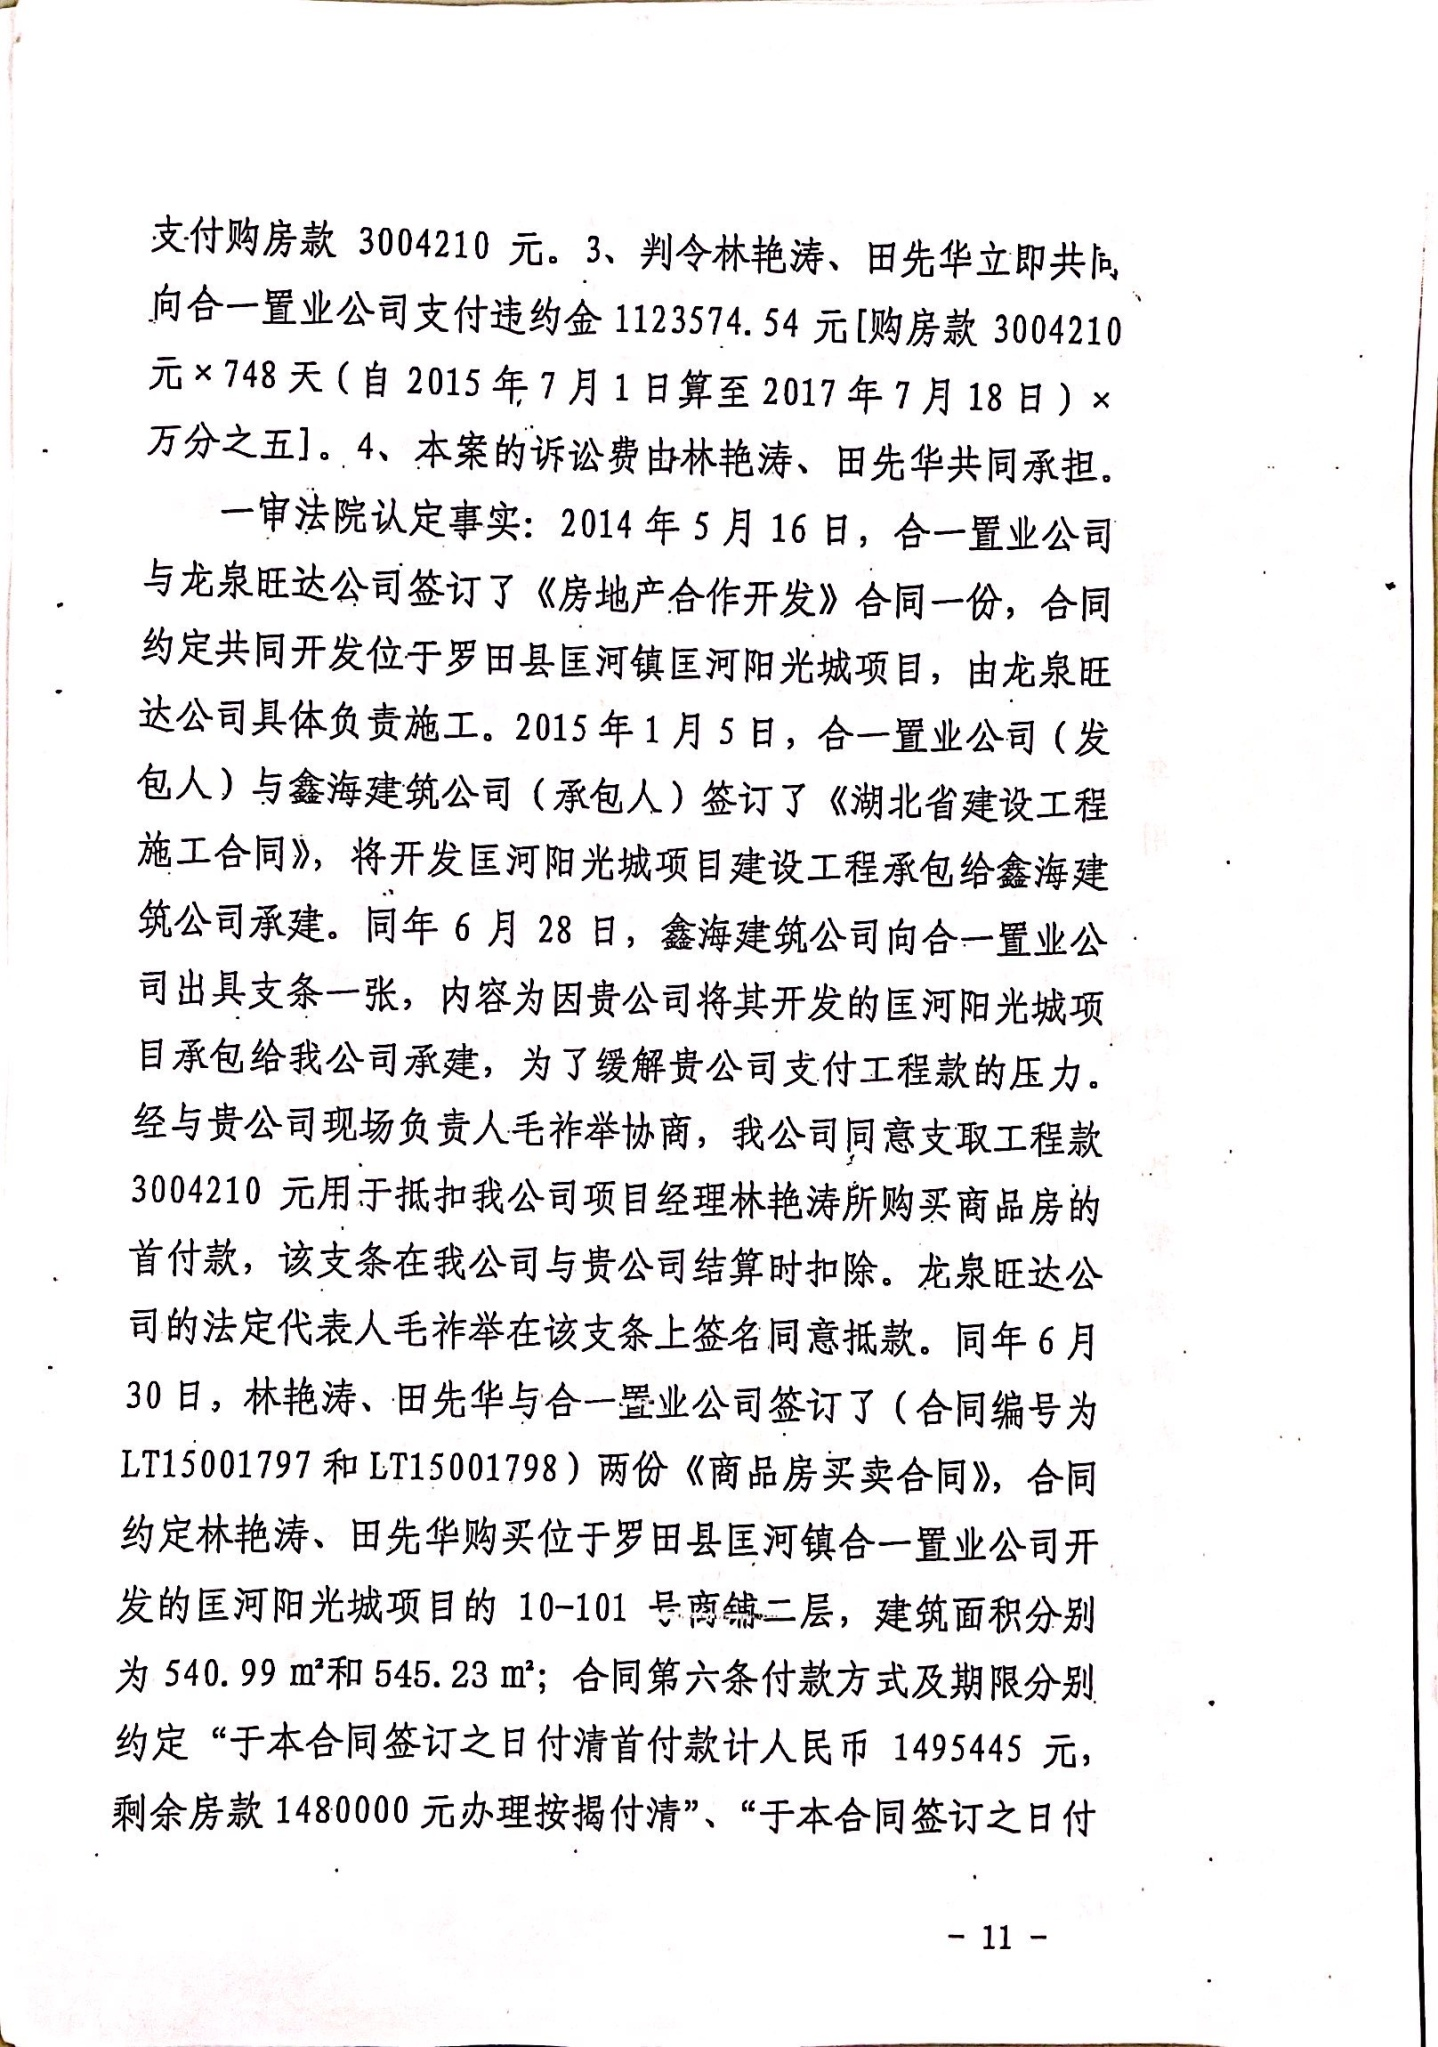 支付购房款 3004210 元。3、判令林艳涛、田先华立即共同
向合一置业公司支付违约金 1123574.54 元[购房款 3004210
元×748 天（自 2015 年 7 月 1 日算至 2017 年 7 月 18 日）×
万分之五]。4、本案的诉讼费由林艳涛、田先华共同承担。
一审法院认定事实：2014 年 5 月 16 日，合一置业公司
与龙泉旺达公司签订了《房地产合作开发》合同一份，合同
约定共同开发位于罗田县匡河镇匡河阳光城项目，由龙泉旺
达公司具体负责施工。2015 年 1 月 5 日，合一置业公司（发
包人）与鑫海建筑公司（承包人）签订了《湖北省建设工程
施工合同》，将开发匡河阳光城项目建设工程承包给鑫海建
筑公司承建。同年 6 月 28 日，鑫海建筑公司向合一置业公
司出具支条一张，内容为因贵公司将其开发的匡河阳光城项
目承包给我公司承建，为了缓解贵公司支付工程款的压力。
经与贵公司现场负责人毛祚举协商，我公司同意支取工程款
3004210 元用于抵扣我公司项目经理林艳涛所购买商品房的
首付款，该支条在我公司与贵公司结算时扣除。龙泉旺达公
司的法定代表人毛祚举在该支条上签名同意抵款。同年 6 月
30 日，林艳涛、田先华与合一置业公司签订了（合同编号为
LT15001797 和 LT15001798）两份《商品房买卖合同》，合同
约定林艳涛、田先华购买位于罗田县匡河镇合一置业公司开
发的匡河阳光城项目的 10-101 号商铺二层，建筑面积分别
为 540.99 ㎡和 545.23 ㎡；合同第六条付款方式及期限分别
约定“于本合同签订之日付清首付款计人民币 1495445 元，
剩余房款 1480000 元办理按揭付清”、“于本合同签订之日付
- 11 -